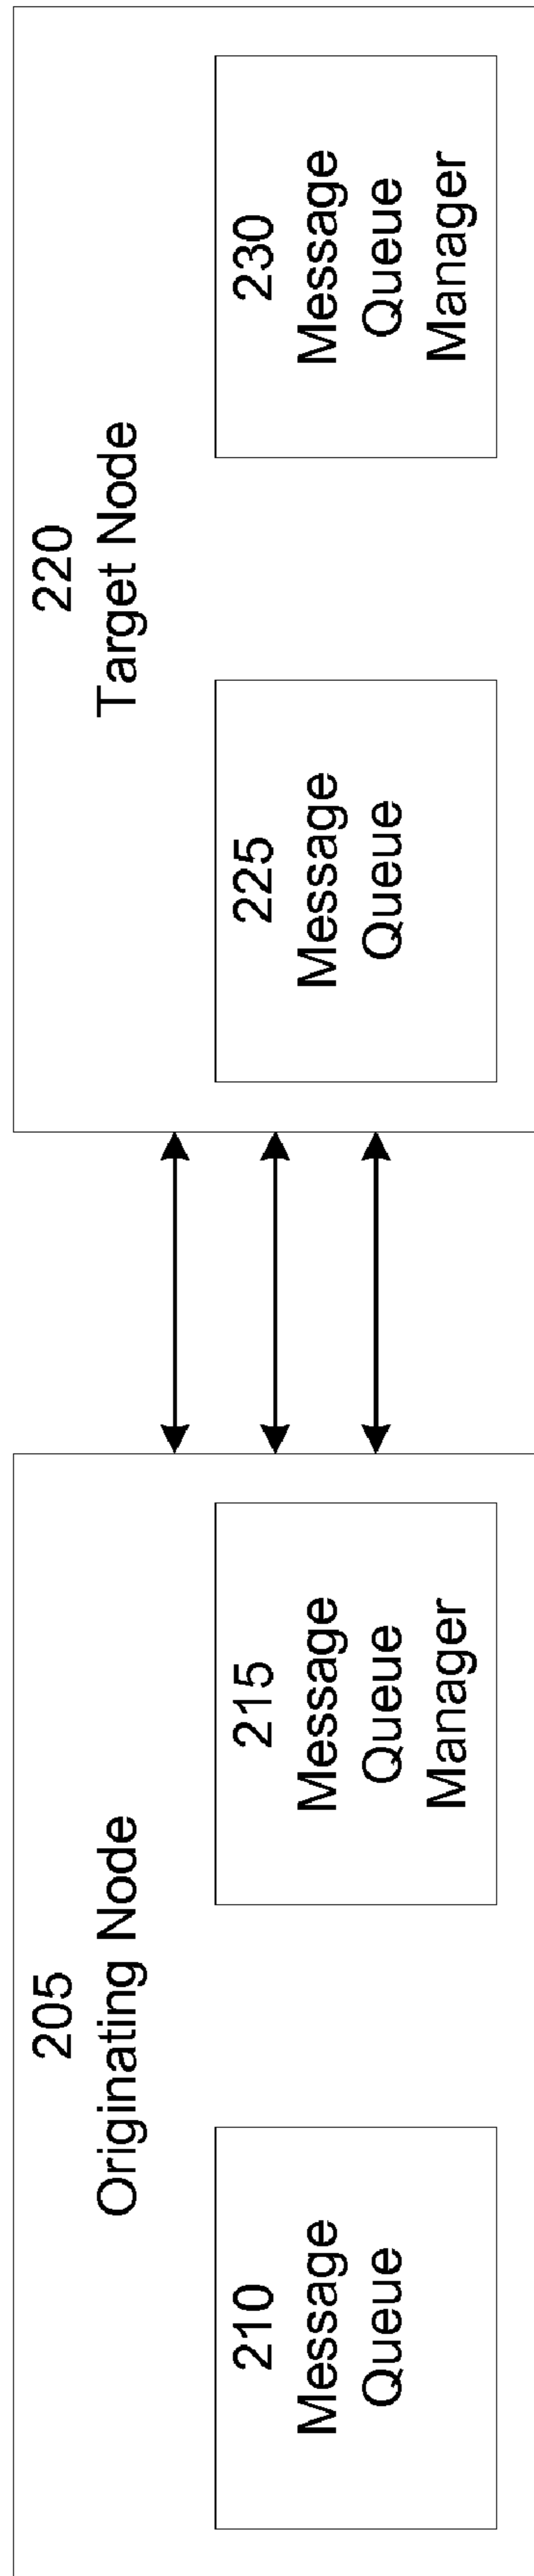 205
Originating Node
210
Message
Queue
215
Message
Queue
Manager
220
Target Node
225
Message
Queue
230
Message
Queue
Manager